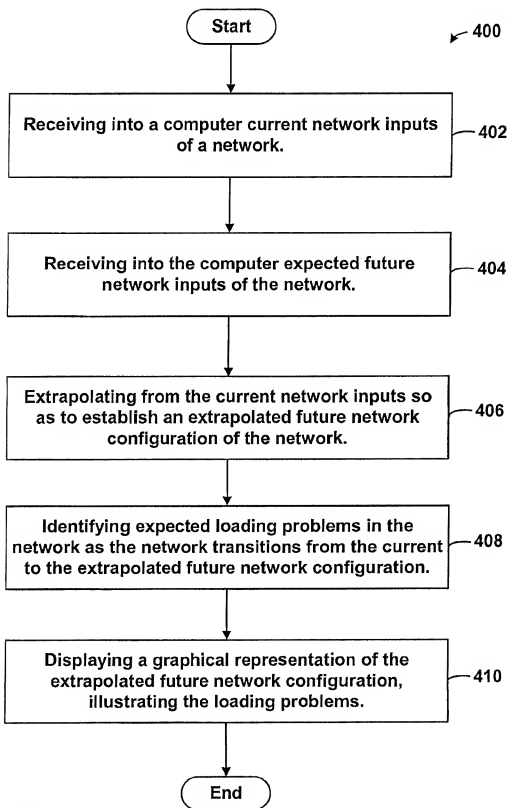 Start
400
Receiving into a computer current network inputs
of a network.
402
Receiving into the computer expected future
network inputs of the network.
404
Extrapolating from the current network inputs so
as to establish an extrapolated future network
configuration of the network.
406
Identifying expected loading problems in the
network as the network transitions from the current
to the extrapolated future network configuration.
408
Displaying a graphical representation of the
extrapolated future network configuration,
illustrating the loading problems.
410
End